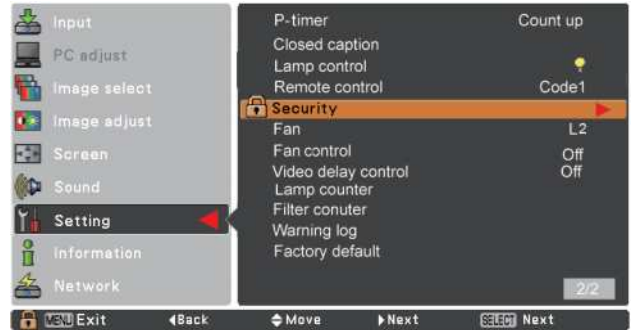 Input
PC adjust
Image select
Image adjust
Screen
Sound
Setting
Information
Network
P-timer Count up
Closed caption
Lamp control
Remote control Code1
Security
Fan L2
Fan control Off
Video delay control Off
Lamp counter
Filter conuter
Warning log
Factory default
2/2
MENU Exit Back Move Next SELECT Next